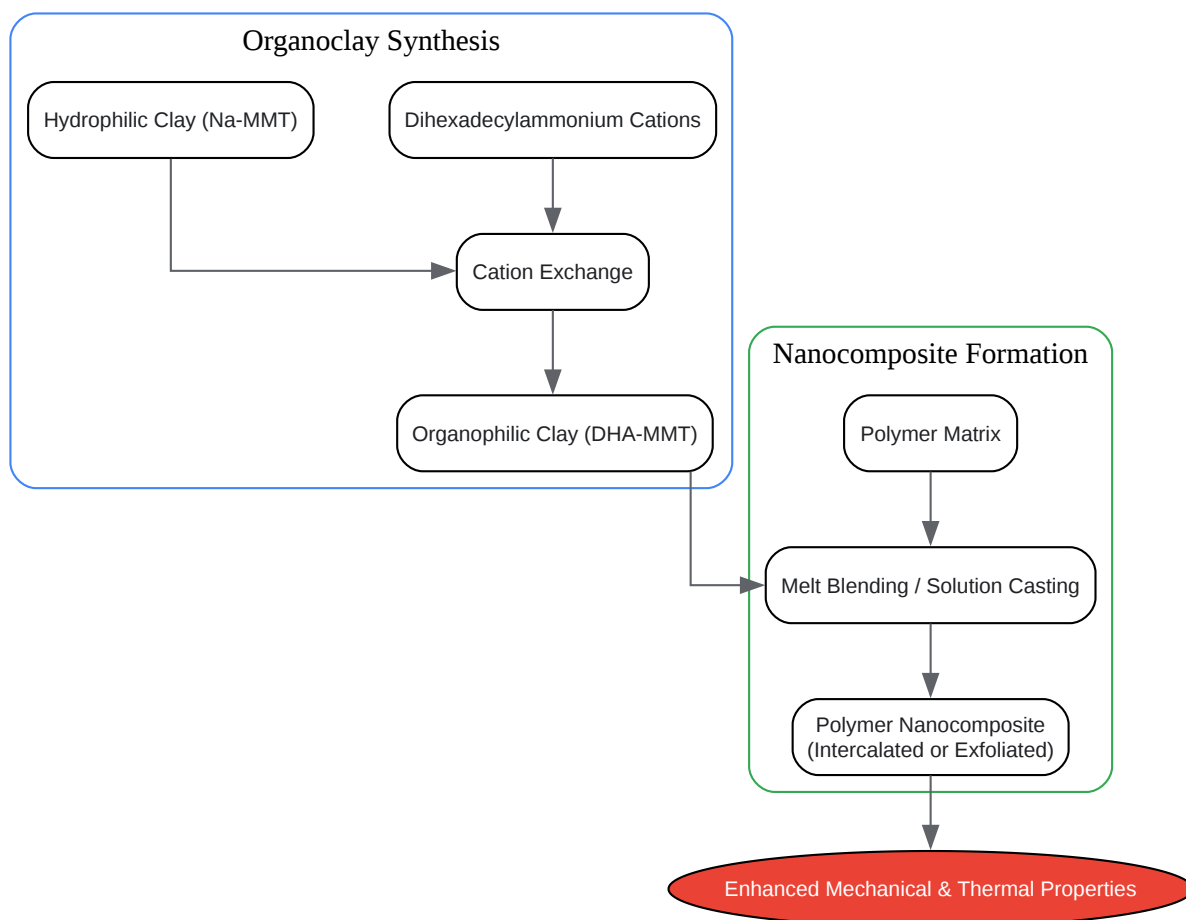 Organoclay Synthesis
Hydrophilic Clay (Na-MMT)
Dihexadecylammonium Cations
Cation Exchange
Organophilic Clay (DHA-MMT)
Nanocomposite Formation
Polymer Matrix
Melt Blending / Solution Casting
Polymer Nanocomposite
(Intercalated or Exfoliated)
Enhanced Mechanical & Thermal Properties